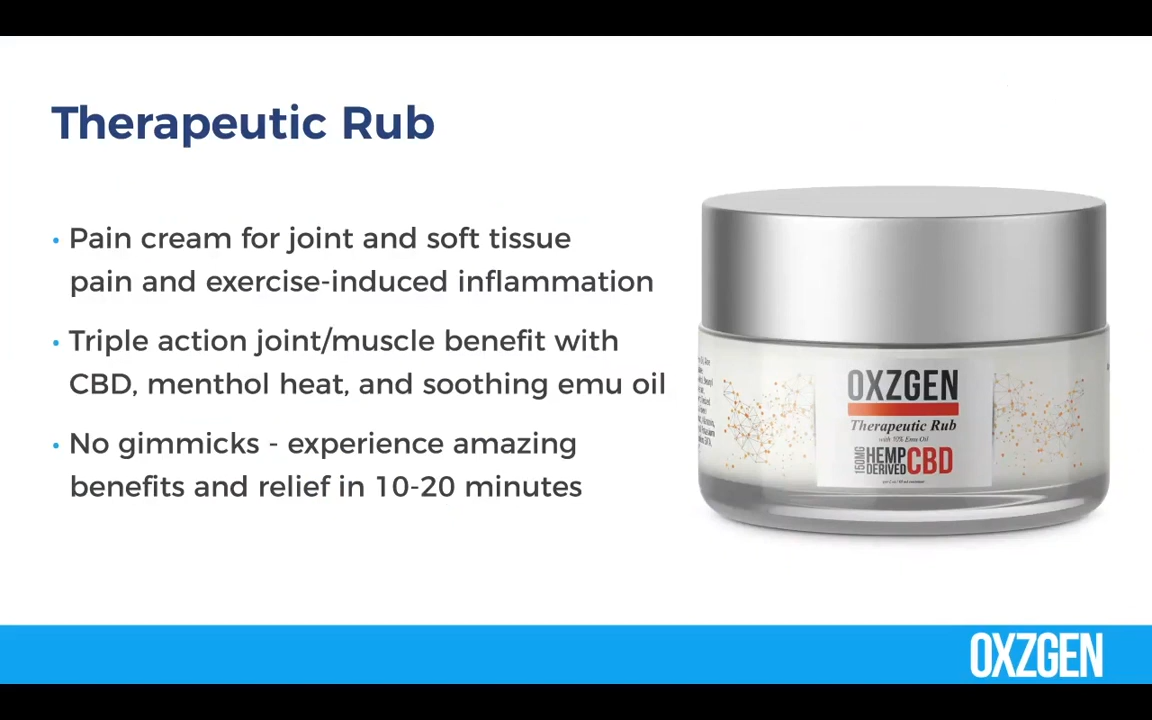 Therapeutic Rub
• Pain cream for joint and soft tissue
pain and exercise-induced inflammation
• Triple action joint/muscle benefit with
CBD, menthol heat, and soothing emu oil
• No gimmicks - experience amazing
benefits and relief in 10-20 minutes
OXZGEN
Therapeutic Rub
with 10% Emu Oil
150MG HEMP DERIVED CBD
OXZGEN